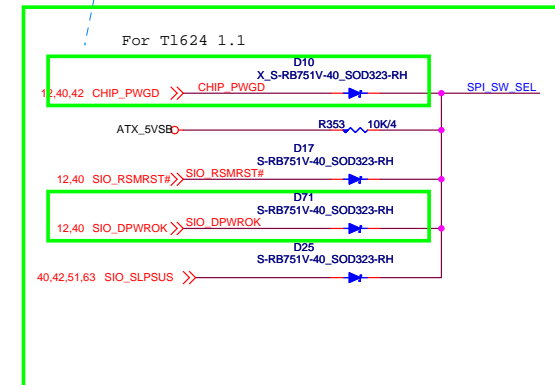 For Tl624 1.1
D10
X_S-RB751V-40_SOD323-RH
12,40,42 CHIP_PWGD CHIP_PWGD SPI_SW_SEL
ATX_5VSB R353 10K/4
D17
S-RB751V-40_SOD323-RH
12,40 SIO_RSMRST# SIO_RSMRST#
D71
S-RB751V-40_SOD323-RH
12,40 SIO_DPWROK SIO_DPWROK
D25
S-RB751V-40_SOD323-RH
40,42,51,63 SIO_SLPSUS